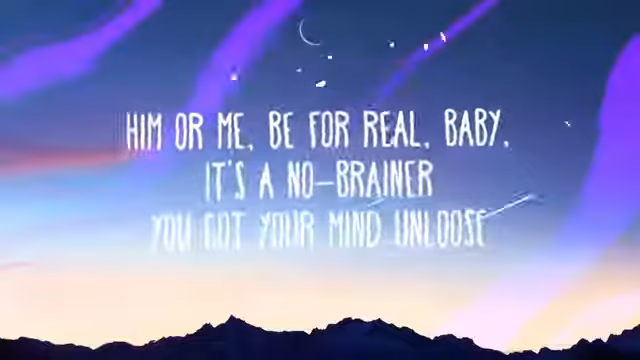 HIM OR ME, BE FOR REAL, BABY,
IT'S A NO-BRAINER
YOU GOT YOUR MIND UNLOOSE